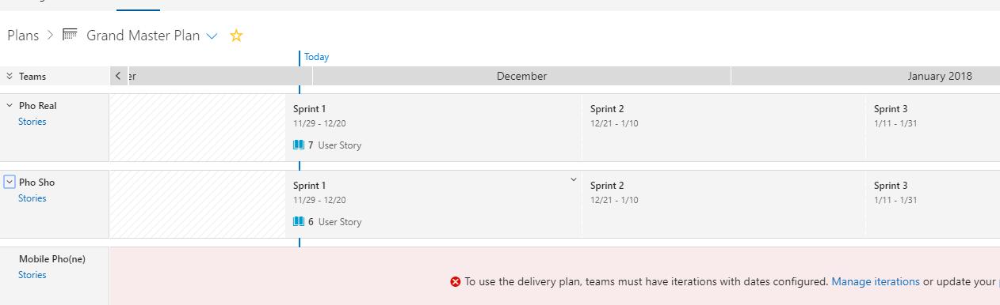 Plans > Grand Master Plan
Today
Teams er December January 2018
Pho Real
Stories
Sprint 1 Sprint 2 Sprint 3
11/29 - 12/20 12/21 - 1/10 1/11 - 1/31
7 User Story
Pho Sho
Stories
Sprint 1 Sprint 2 Sprint 3
11/29 - 12/20 12/21 - 1/10 1/11 - 1/31
6 User Story
Mobile Pho(ne)
Stories
To use the delivery plan, teams must have iterations with dates configured. Manage iterations or update your